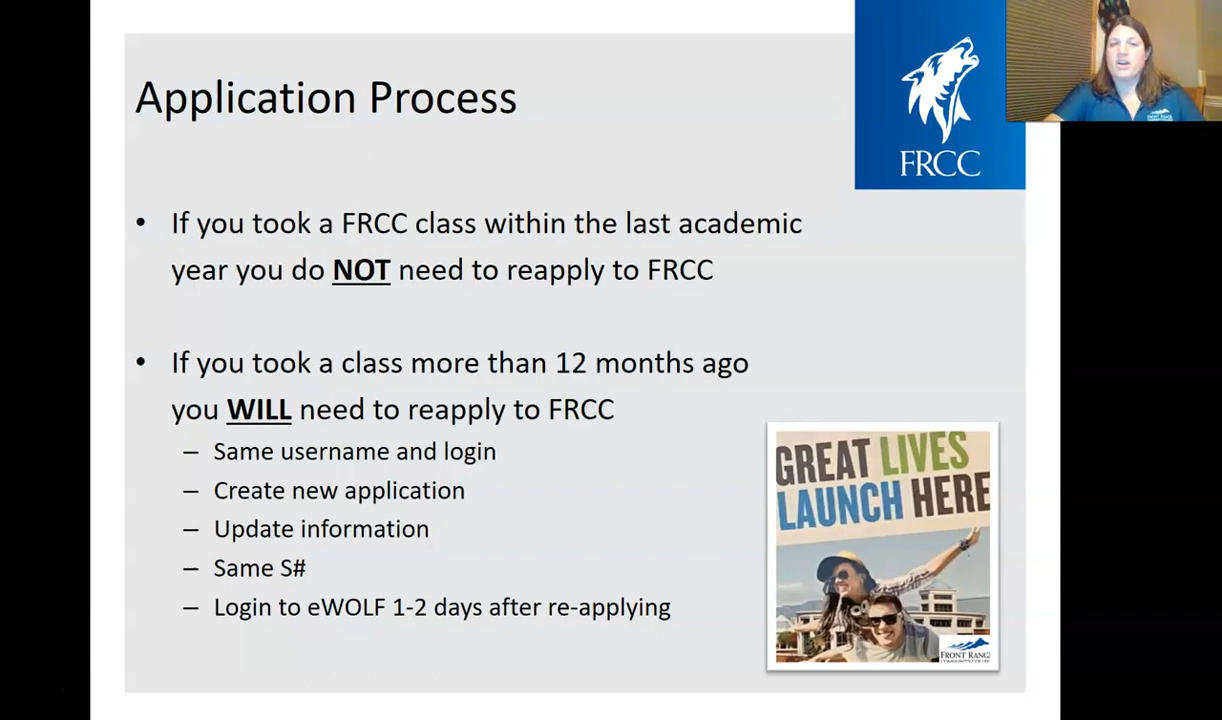 Application Process
FRCC
• If you took a FRCC class within the last academic
year you do NOT need to reapply to FRCC
• If you took a class more than 12 months ago
you WILL need to reapply to FRCC
– Same username and login
– Create new application
– Update information
– Same S#
– Login to eWOLF 1-2 days after re-applying
GREAT LIVES
LAUNCH HERE
FRONT RANGE